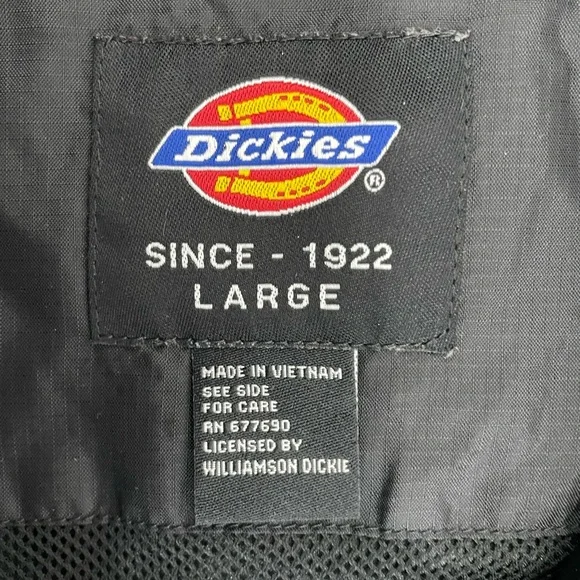 Dickies
®
SINCE - 1922
LARGE
MADE IN VIETNAM
SEE SIDE
FOR CARE
RN 677690
LICENSED BY
WILLIAMSON DICKIE